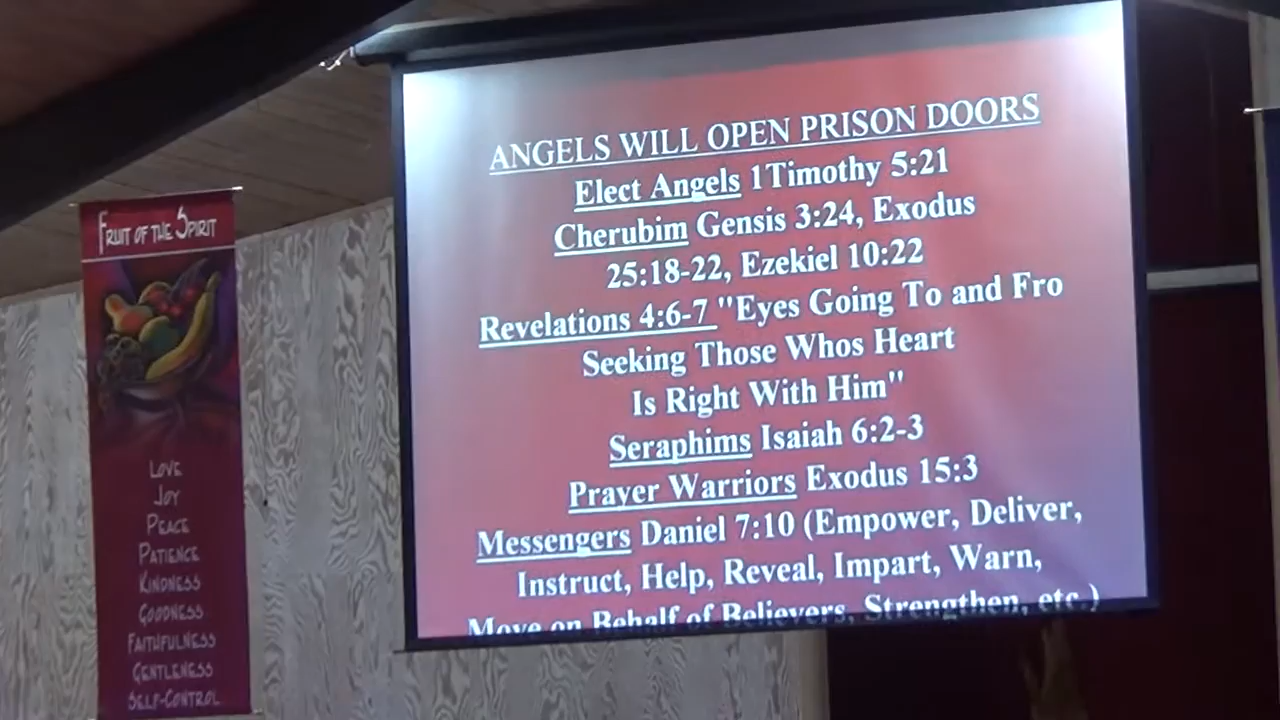 FRUIT OF THE SPIRIT
LOVE
JOY
PEACE
PATIENCE
KINDNESS
GOODNESS
FAITHFULNESS
GENTLENESS
SELF-CONTROL
ANGELS WILL OPEN PRISON DOORS
Elect Angels 1Timothy 5:21
Cherubim Gensis 3:24, Exodus
25:18-22, Ezekiel 10:22
Revelations 4:6-7 "Eyes Going To and Fro
Seeking Those Whos Heart
Is Right With Him"
Seraphims Isaiah 6:2-3
Prayer Warriors Exodus 15:3
Messengers Daniel 7:10 (Empower, Deliver,
Instruct, Help, Reveal, Impart, Warn,
Move on Behalf of Believers, Strengthen, etc.)